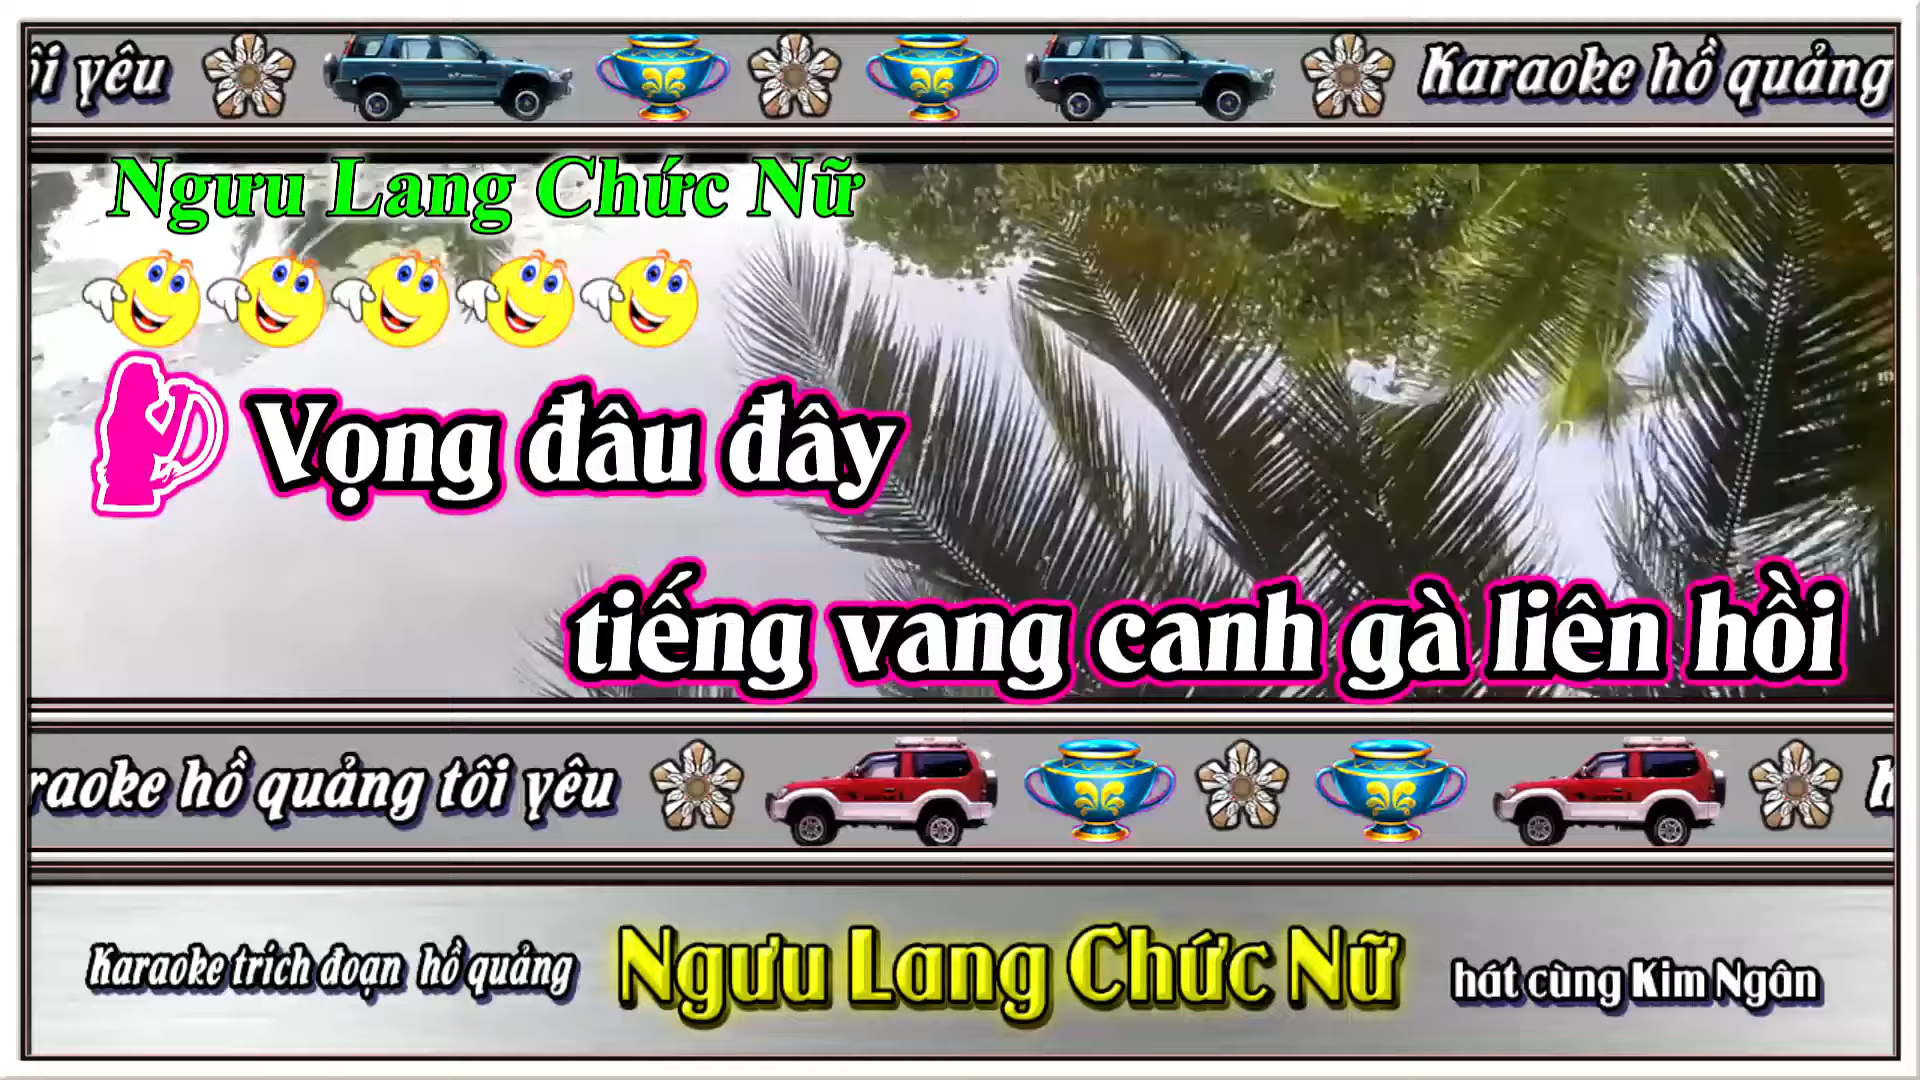 ôi yêu Karaoke hồ quảng
Ngưu Lang Chức Nữ
Vọng đâu đây
tiếng vang canh gà liên hồi
raoke hồ quảng tôi yêu K
Karaoke trích đoạn hồ quảng Ngưu Lang Chức Nữ hát cùng Kim Ngân